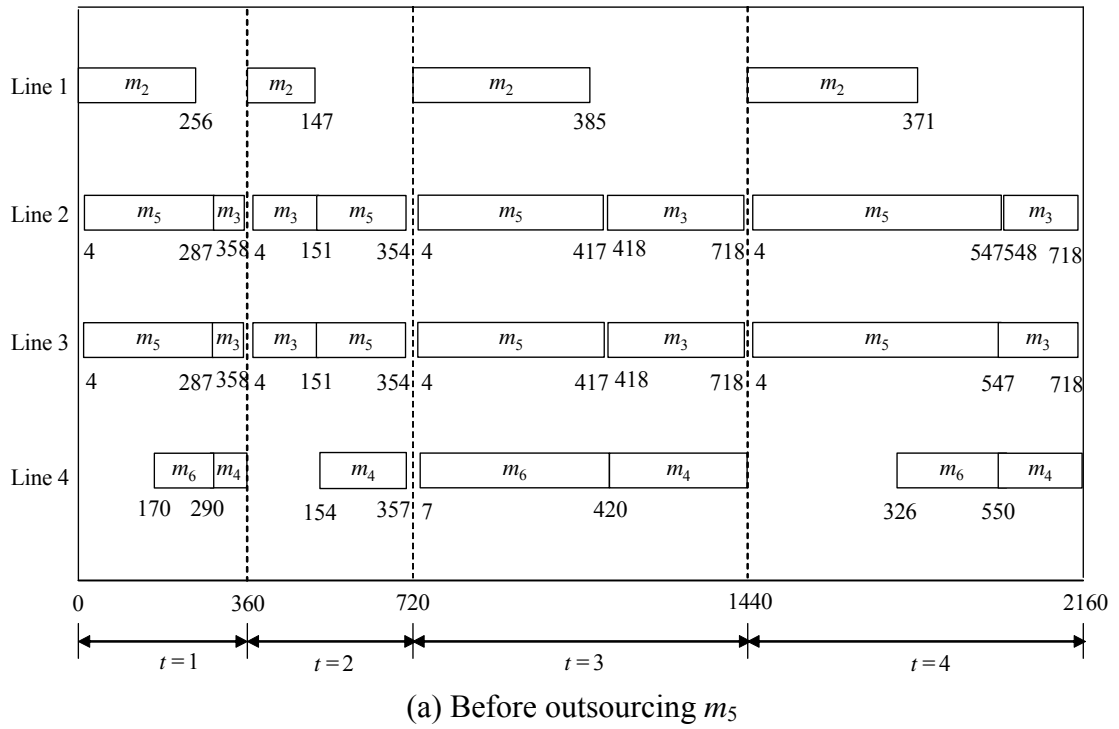 Line 1 m2 m2 m2 m2
256 147 385 371
Line 2 m5 m3 m3 m5 m5 m3 m5 m3
4 287 358 4 151 354 4 417 418 718 4 547 548 718
Line 3 m5 m3 m3 m5 m5 m3 m5 m3
4 287 358 4 151 354 4 417 418 718 4 547 718
Line 4 m6 m4 m4 m6 m4 m6 m4
170 290 154 357 7 420 326 550
0 360 720 1440 2160
t=1 t=2 t=3 t=4
(a) Before outsourcing m5